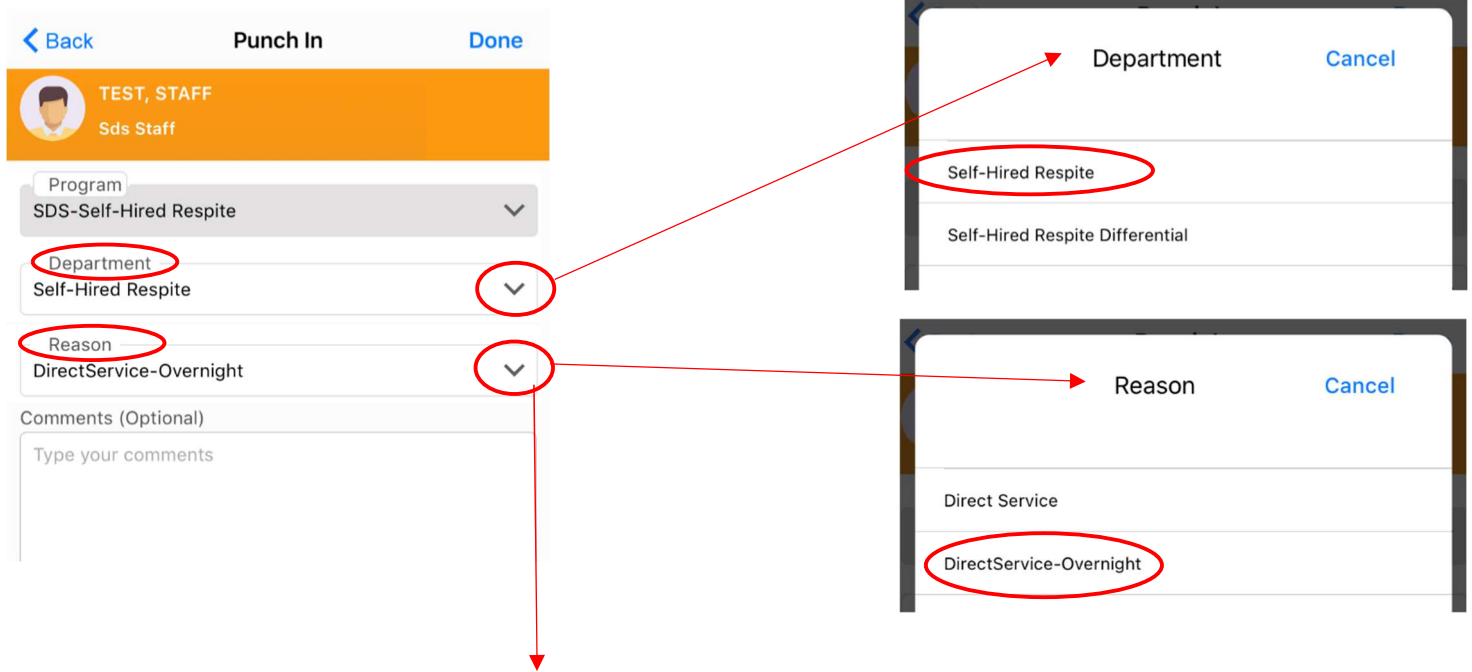 Back Punch In Done
TEST, STAFF
Sds Staff
Program
SDS-Self-Hired Respite
Department
Self-Hired Respite
Reason
DirectService-Overnight
Comments (Optional)
Type your comments
Department Cancel
Self-Hired Respite
Self-Hired Respite Differential
Reason Cancel
Direct Service
DirectService-Overnight